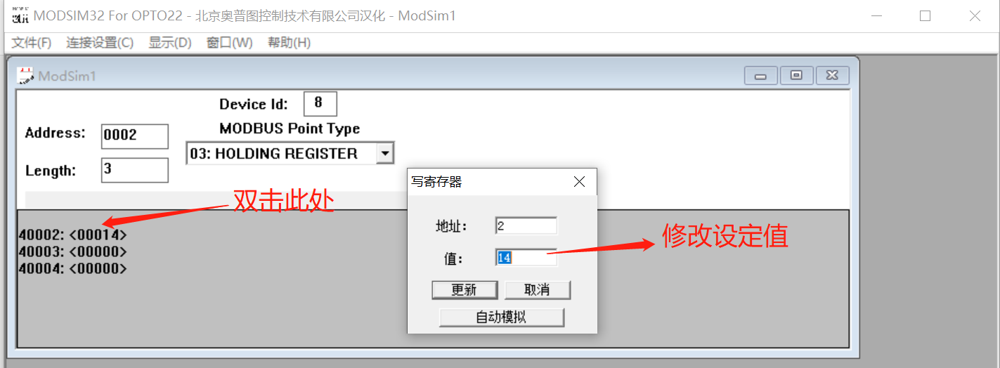 MODSIM32 For OPTO22 - 北京奥普图控制技术有限公司汉化 - ModSim1
文件(F) 连接设置(C) 显示(D) 窗口(W) 帮助(H)
ModSim1
Device Id: 8
Address: 0002
MODBUS Point Type
03: HOLDING REGISTER
Length: 3
写寄存器
双击此处
40002: <00014>
40003: <00000>
40004: <00000>
地址: 2
修改设定值
值: 14
更新 取消
自动模拟